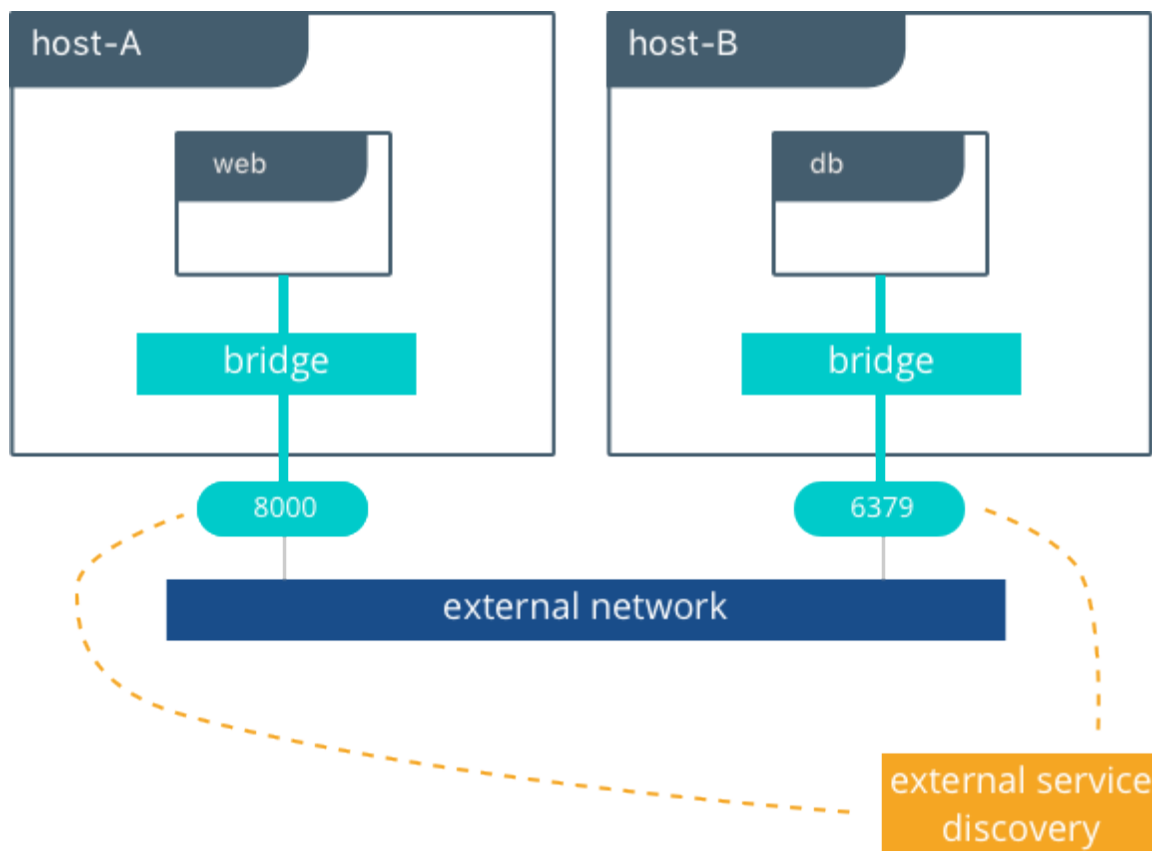 host-A
host-B
web
db
bridge
bridge
8000
6379
external network
external service
discovery